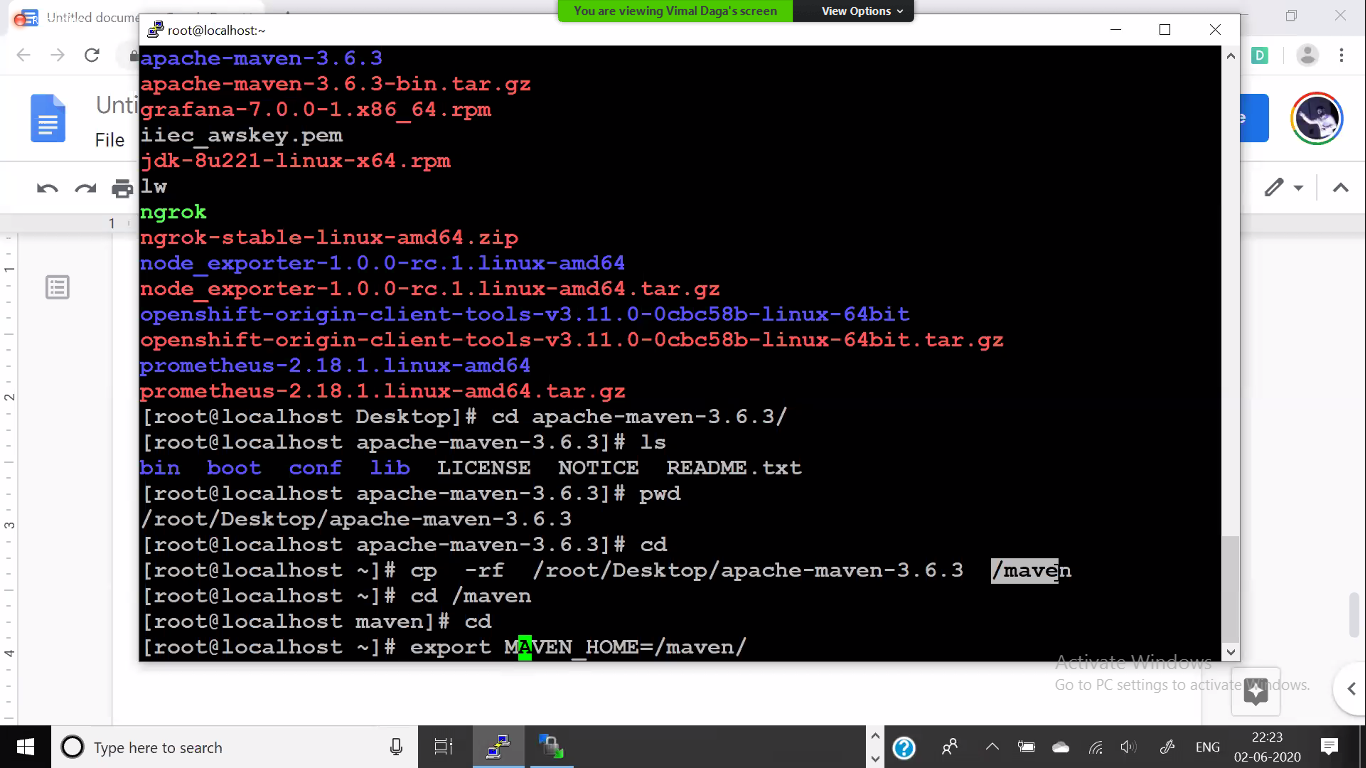 Untitled docume
You are viewing Vimal Daga's screen View Options
root@localhost:~
Unti
File
D
e
1
1
2
3
4
apache-maven-3.6.3
apache-maven-3.6.3-bin.tar.gz
grafana-7.0.0-1.x86_64.rpm
iiec_awskey.pem
jdk-8u221-linux-x64.rpm
lw
ngrok
ngrok-stable-linux-amd64.zip
node_exporter-1.0.0-rc.1.linux-amd64
node_exporter-1.0.0-rc.1.linux-amd64.tar.gz
openshift-origin-client-tools-v3.11.0-0cbc58b-linux-64bit
openshift-origin-client-tools-v3.11.0-0cbc58b-linux-64bit.tar.gz
prometheus-2.18.1.linux-amd64
prometheus-2.18.1.linux-amd64.tar.gz
[root@localhost Desktop]# cd apache-maven-3.6.3/
[root@localhost apache-maven-3.6.3]# ls
bin boot conf lib LICENSE NOTICE README.txt
[root@localhost apache-maven-3.6.3]# pwd
/root/Desktop/apache-maven-3.6.3
[root@localhost apache-maven-3.6.3]# cd
[root@localhost ~]# cp -rf /root/Desktop/apache-maven-3.6.3 /maven
[root@localhost ~]# cd /maven
[root@localhost maven]# cd
[root@localhost ~]# export MAVEN_HOME=/maven/
Activate Windows
Go to PC settings to activate Windows.
Type here to search
ENG
22:23
02-06-2020